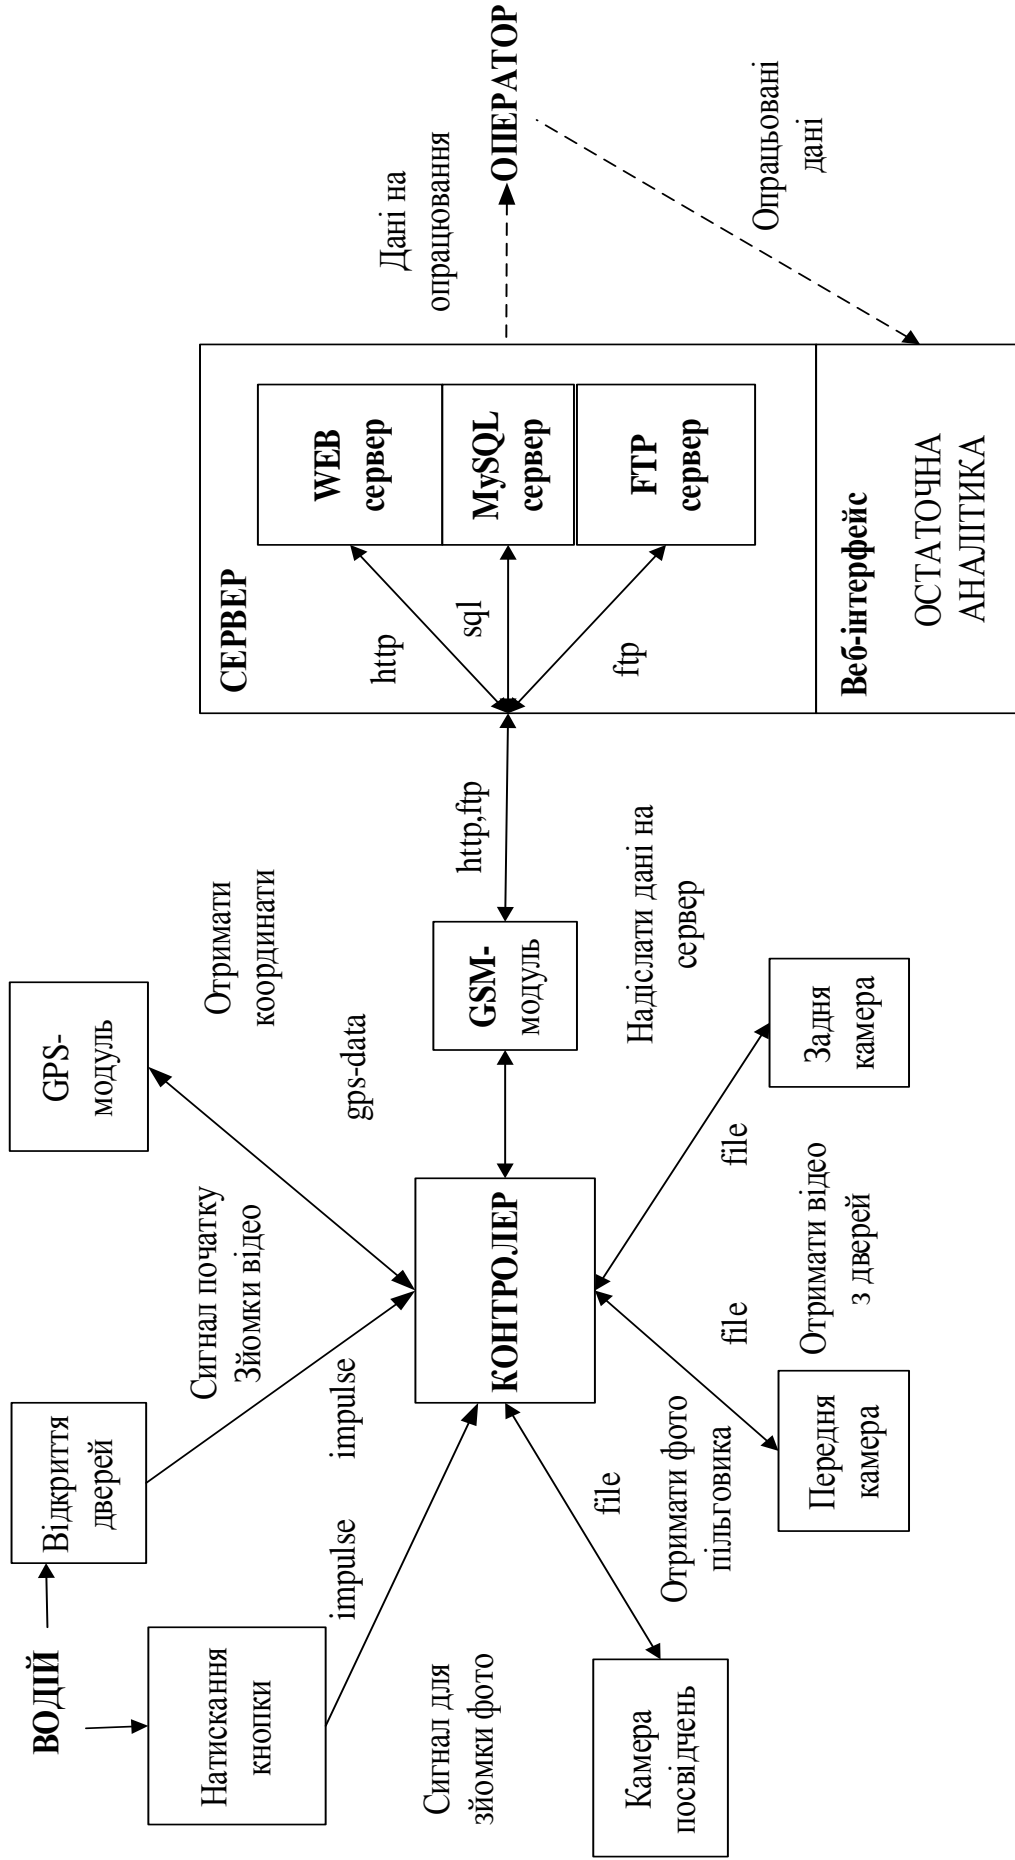 ВОДІЙ
Відкриття
дверей
Натискання
кнопки
impulse
impulse
Сигнал початку
Зйомки відео
Сигнал для
зйомки фото
GPS-
модуль
Отримати
координати
gps-data
КОНТРОЛЕР
Камера
посвідчень
file
Отримати фото
пільговика
Передня
камера
file
Отримати відео
з дверей
file
Задня
камера
GSM-
модуль
Надіслати дані на
сервер
http,ftp
СЕРВЕР
http
sql
ftp
WEB
сервер
MySQL
сервер
FTP
сервер
Веб-інтерфейс
ОСТАТОЧНА
АНАЛІТИКА
Дані на
опрацювання
ОПЕРАТОР
Опрацьовані
дані